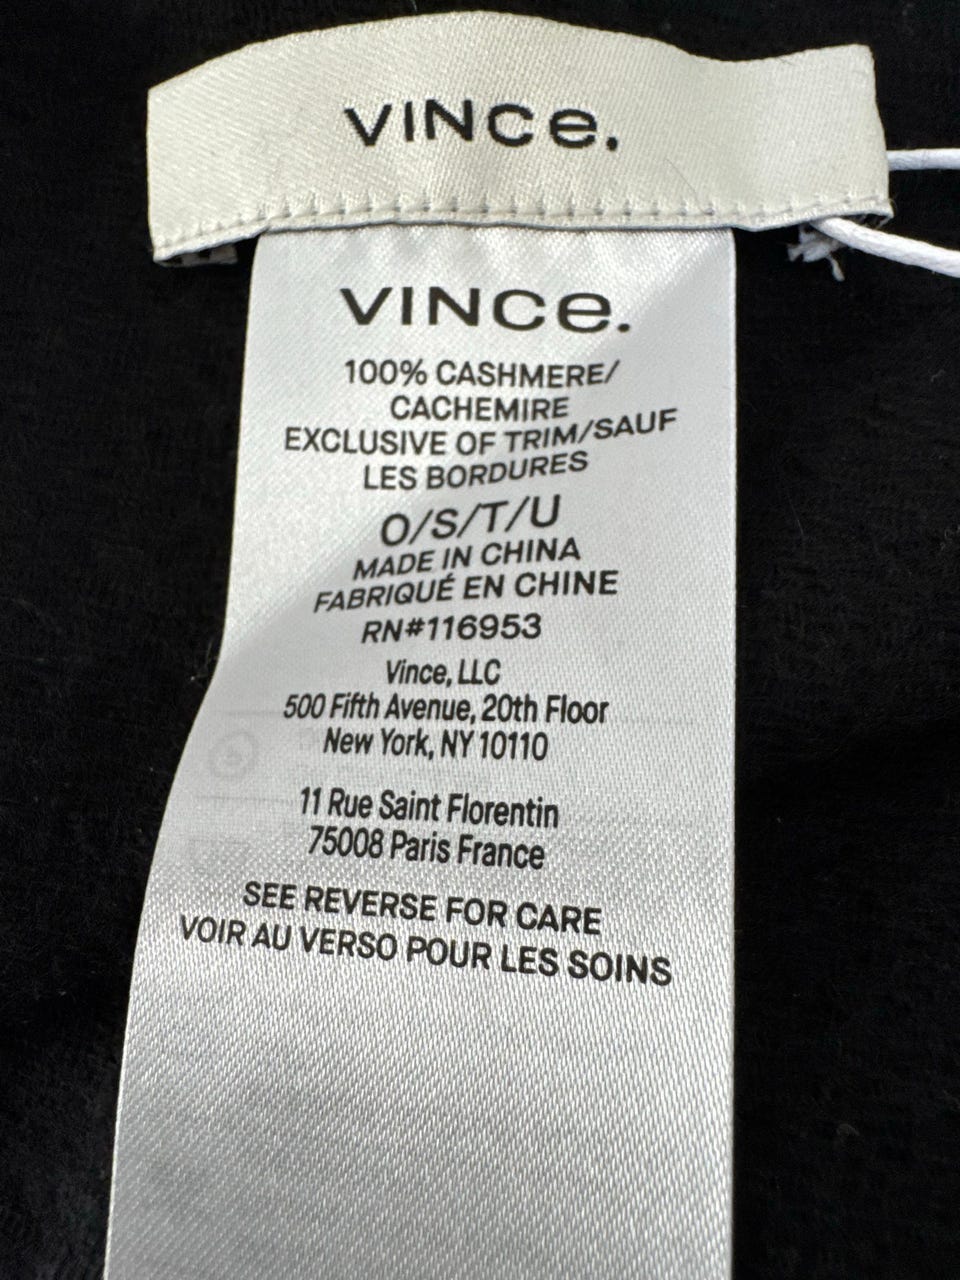 VINCe.
VINCe.
100% CASHMERE/
CACHEMIRE
EXCLUSIVE OF TRIM/SAUF
LES BORDURES
O/S/T/U
MADE IN CHINA
FABRIQUÉ EN CHINE
RN#116953
Vince, LLC
500 Fifth Avenue, 20th Floor
New York, NY 10110
11 Rue Saint Florentin
75008 Paris France
SEE REVERSE FOR CARE
VOIR AU VERSO POUR LES SOINS